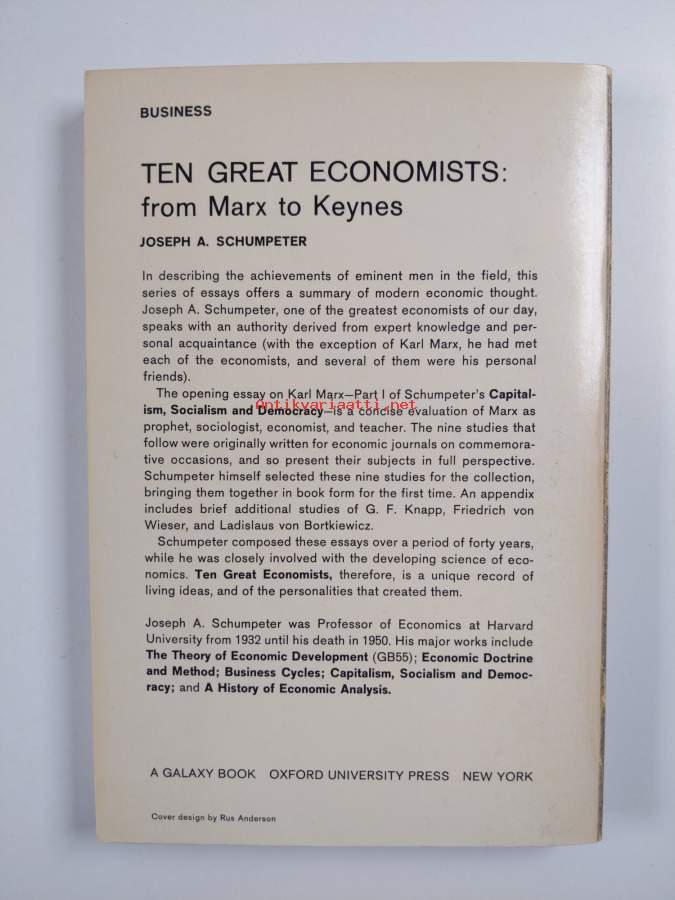 BUSINESS
TEN GREAT ECONOMISTS:
from Marx to Keynes
JOSEPH A. SCHUMPETER
In describing the achievements of eminent men in the field, this
series of essays offers a summary of modern economic thought.
Joseph A. Schumpeter, one of the greatest economists of our day,
speaks with an authority derived from expert knowledge and per-
sonal acquaintance (with the exception of Karl Marx, he had met
each of the economists, and several of them were his personal
friends).
The opening essay on Karl Marx—Part I of Schumpeter's Capital-
ism, Socialism and Democracy—is a concise evaluation of Marx as
Antikvariaatti.net
prophet, sociologist, economist, and teacher. The nine studies that
follow were originally written for economic journals on commemora-
tive occasions, and so present their subjects in full perspective.
Schumpeter himself selected these nine studies for the collection,
bringing them together in book form for the first time. An appendix
includes brief additional studies of G. F. Knapp, Friedrich von
Wieser, and Ladislaus von Bortkiewicz.
Schumpeter composed these essays over a period of forty years,
while he was closely involved with the developing science of eco-
nomics. Ten Great Economists, therefore, is a unique record of
living ideas, and of the personalities that created them.
Joseph A. Schumpeter was Professor of Economics at Harvard
University from 1932 until his death in 1950. His major works include
The Theory of Economic Development (GB55); Economic Doctrine
and Method; Business Cycles; Capitalism, Socialism and Democ-
racy; and A History of Economic Analysis.
A GALAXY BOOK OXFORD UNIVERSITY PRESS NEW YORK
Cover design by Rus Anderson